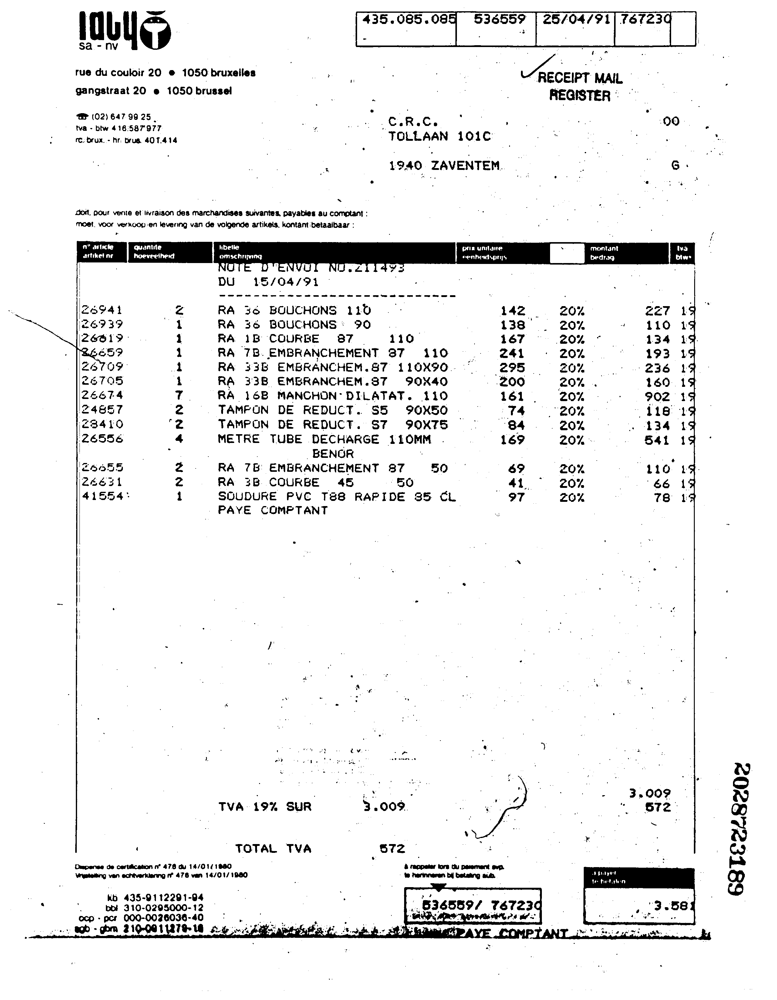 sa - nv
435.085.085 536559 25/04/91 767230
rue du couloir 20 ● 1050 bruxelles
gangstraat 20 ● 1050 brussel
RECEIPT MAIL
REGISTER
☎ (02) 647 99 25
tva - btw 416.587.977
rc. brux. - hr. brus. 401.414
C.R.C. 00
TOLLAAN 101C
1940 ZAVENTEM G
doit, pour vente et livraison des marchandises suivantes, payables au comptant :
moet, voor verkoop en levering van de volgende artikels, kontant betaalbaar :
n° article quantité libelle prix unitaire montant tva
artikel nr hoeveelheid omschrijving eenheidsprijs bedrag btw
NOTE D'ENVOI NO.Z11493
DU 15/04/91
--------------------------
26941 2 RA 36 BOUCHONS 110 142 20% 227 19
26939 1 RA 36 BOUCHONS 90 138 20% 110 19
26619 1 RA 1B COURBE 87 110 167 20% 134 19
26659 1 RA 7B EMBRANCHEMENT 87 110 241 20% 193 19
26709 1 RA 33B EMBRANCHEM.87 110X90 295 20% 236 19
26705 1 RA 33B EMBRANCHEM.87 90X40 200 20% 160 19
26674 7 RA 16B MANCHON DILATAT. 110 161 20% 902 19
24857 2 TAMPON DE REDUCT. S5 90X50 74 20% 118 19
28410 2 TAMPON DE REDUCT. S7 90X75 84 20% 134 19
26556 4 METRE TUBE DECHARGE 110MM 169 20% 541 19
BENOR
26655 2 RA 7B EMBRANCHEMENT 87 50 69 20% 110 19
26631 2 RA 3B COURBE 45 50 41 20% 66 19
41554 1 SOUDURE PVC T88 RAPIDE 85 CL 97 20% 78 19
PAYE COMPTANT
3.009
TVA 19% SUR 3.009 572
TOTAL TVA 572
2028723189
Dispense de certification n° 478 du 14/01/1980
Vrijstelling van echtverklaring n° 478 van 14/01/1980
à rappeler lors du paiement svp.
te herinneren bij betaling aub.
à payer
te betalen
kb 435-9112291-94
bbl 310-0295000-12
ccp - pcr 000-0026036-40
536559/ 767230
3.581
PAYE COMPTANT